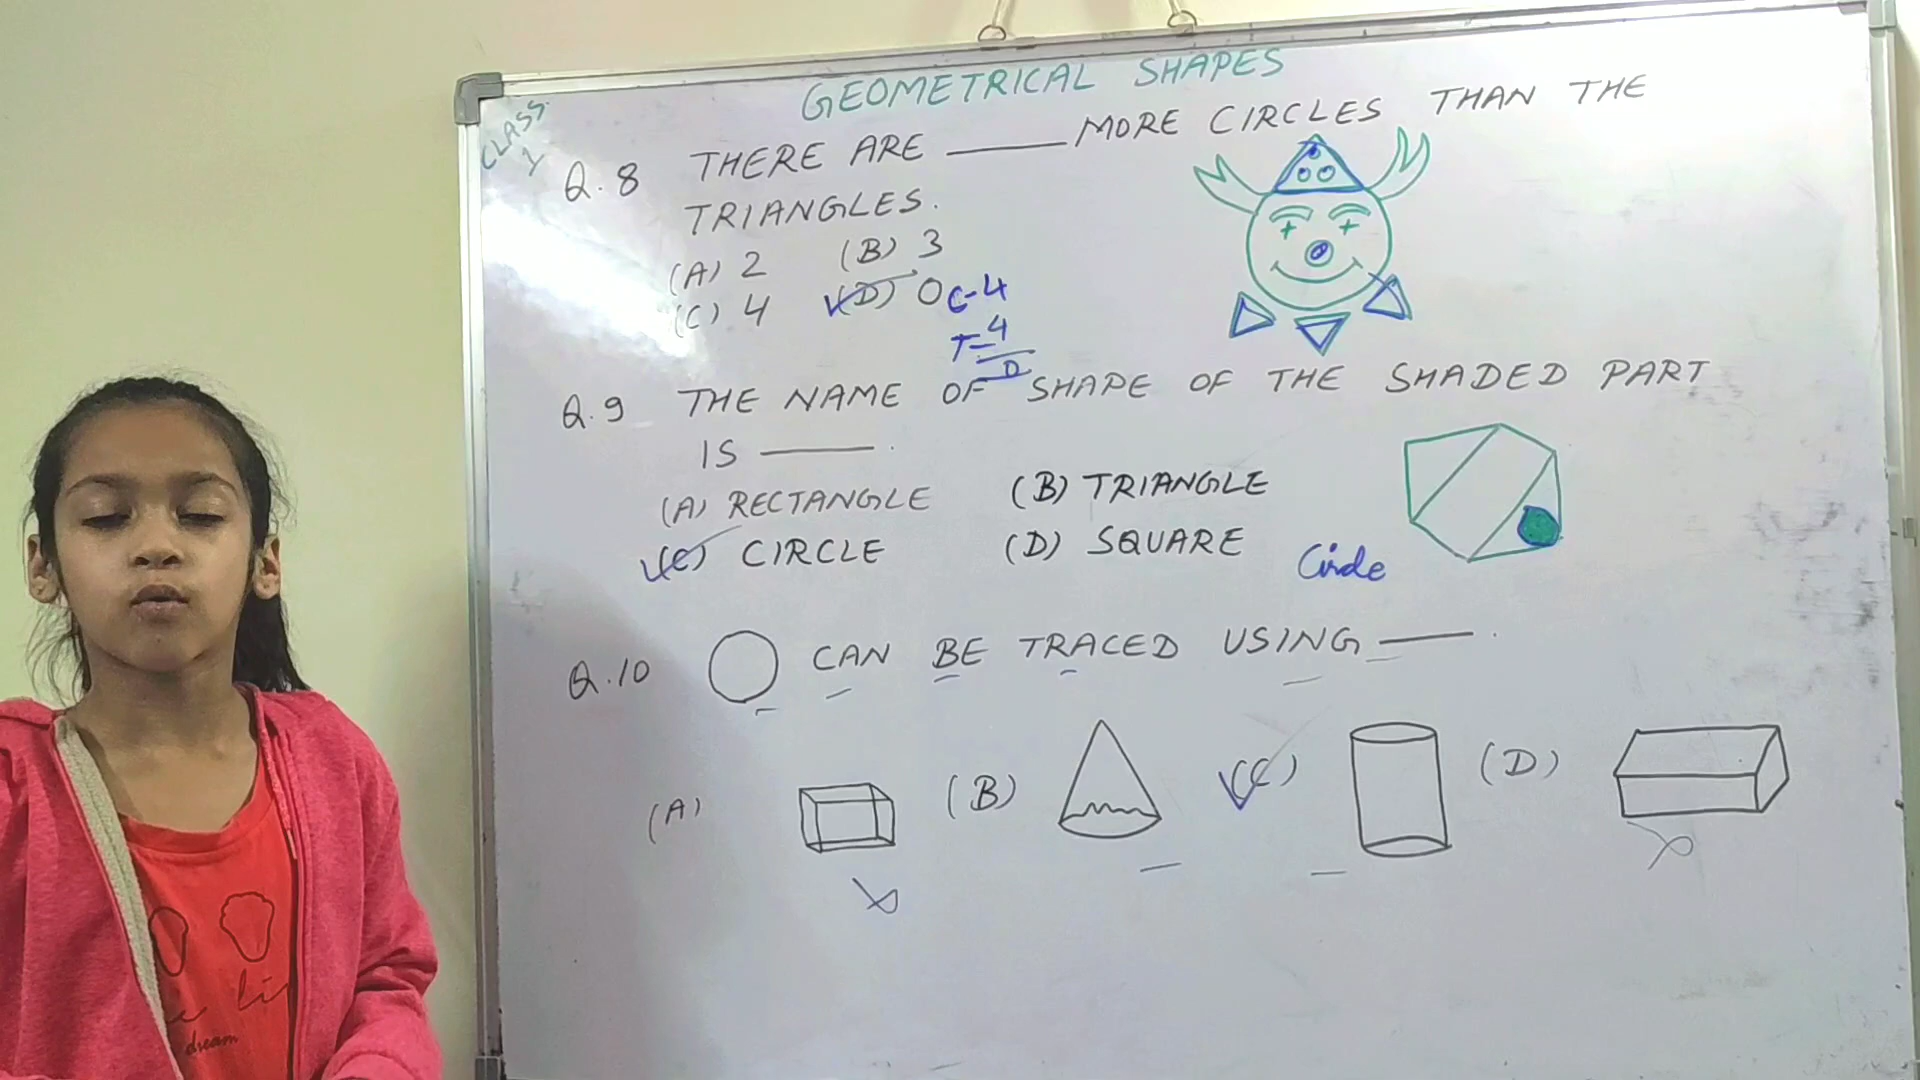 GEOMETRICAL SHAPES
CLASS
1
Q.8 THERE ARE ____ MORE CIRCLES THAN THE
TRIANGLES.
(A) 2 (B) 3
(C) 4 (D) 0
C-4
T=4
D
Q.9 THE NAME OF SHAPE OF THE SHADED PART
IS ____.
(A) RECTANGLE (B) TRIANGLE
(C) CIRCLE (D) SQUARE
Circle
Q.10 CAN BE TRACED USING ____.
(A) (B) (C) (D)
dream